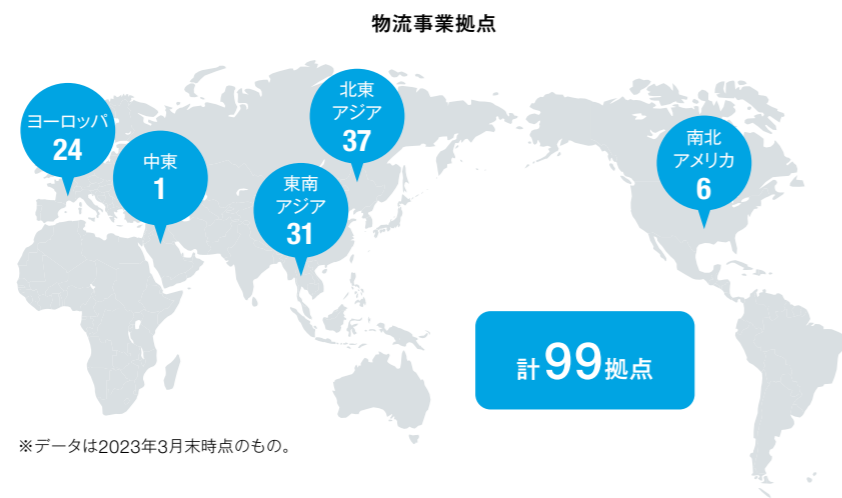 物流事業拠点
ヨーロッパ
24
中東
1
北東
アジア
37
東南
アジア
31
南北
アメリカ
6
計99拠点
※データは2023年3月末時点のもの。